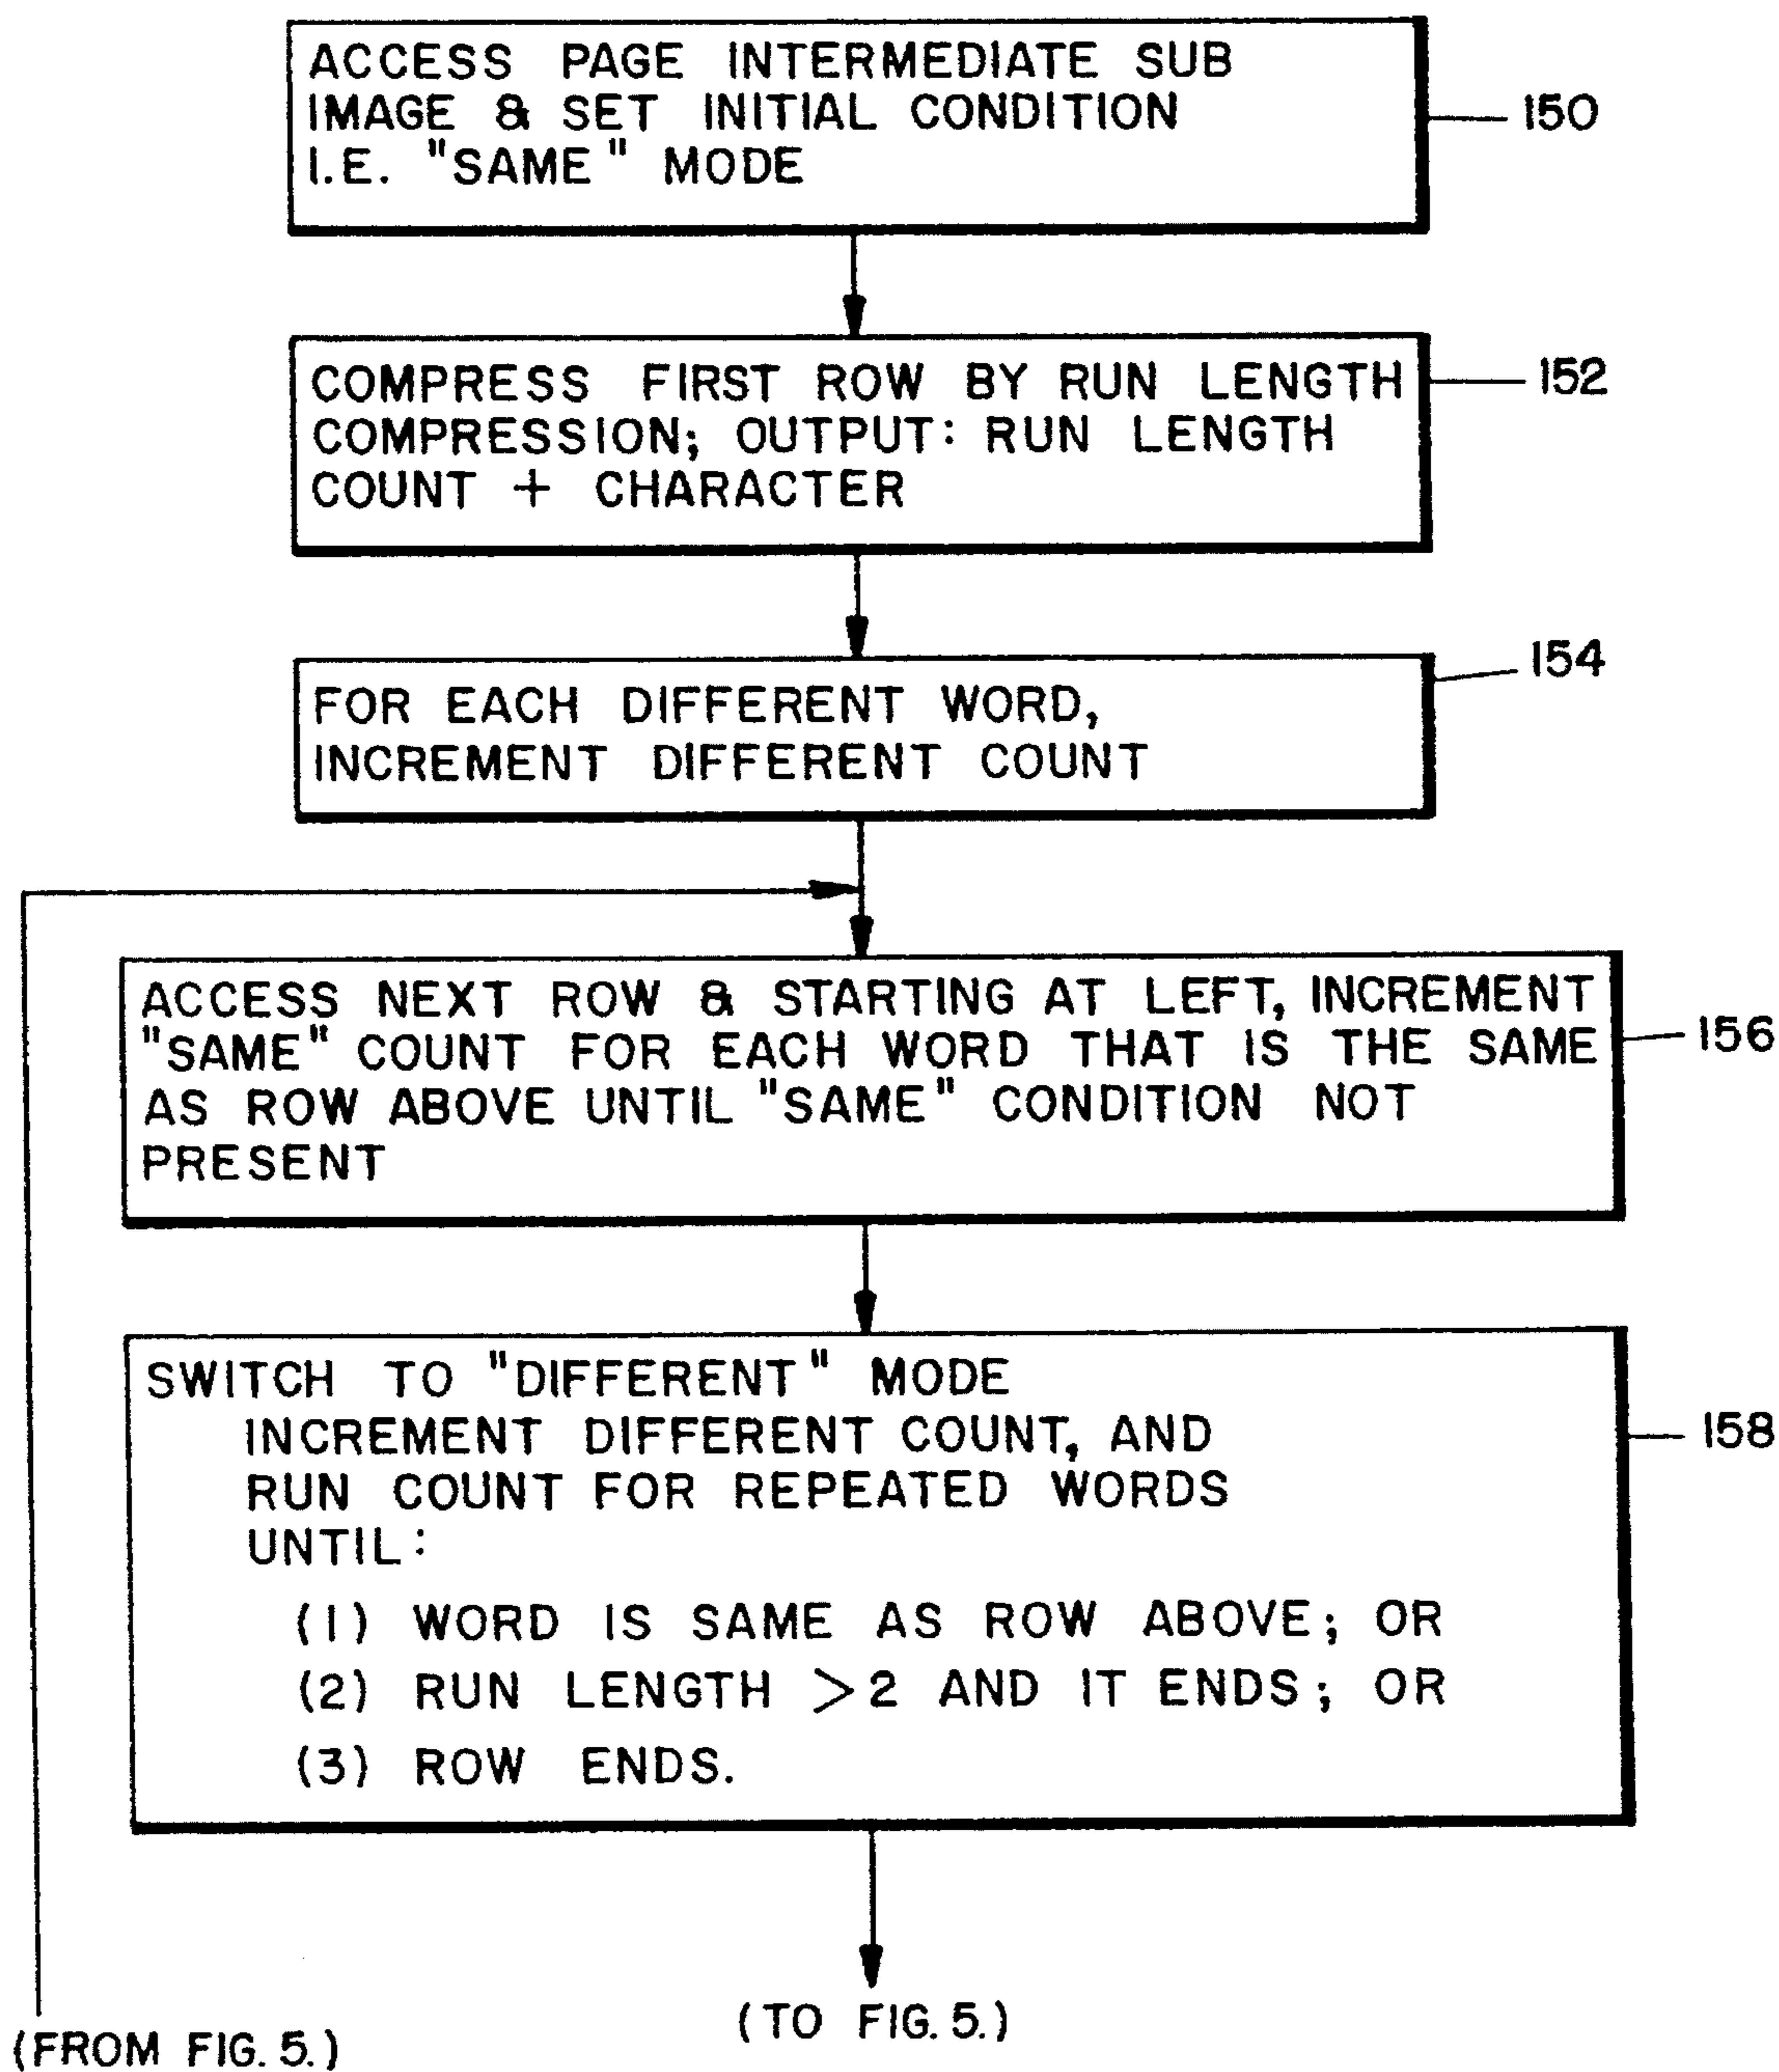 ACCESS PAGE INTERMEDIATE SUB
IMAGE & SET INITIAL CONDITION
I.E. "SAME" MODE
150
COMPRESS FIRST ROW BY RUN LENGTH
COMPRESSION; OUTPUT: RUN LENGTH
COUNT + CHARACTER
152
FOR EACH DIFFERENT WORD,
INCREMENT DIFFERENT COUNT
154
ACCESS NEXT ROW & STARTING AT LEFT, INCREMENT
"SAME" COUNT FOR EACH WORD THAT IS THE SAME
AS ROW ABOVE UNTIL "SAME" CONDITION NOT
PRESENT
156
SWITCH TO "DIFFERENT" MODE
INCREMENT DIFFERENT COUNT, AND
RUN COUNT FOR REPEATED WORDS
UNTIL:
(1) WORD IS SAME AS ROW ABOVE; OR
(2) RUN LENGTH >2 AND IT ENDS; OR
(3) ROW ENDS.
158
(TO FIG. 5.)
(FROM FIG. 5.)